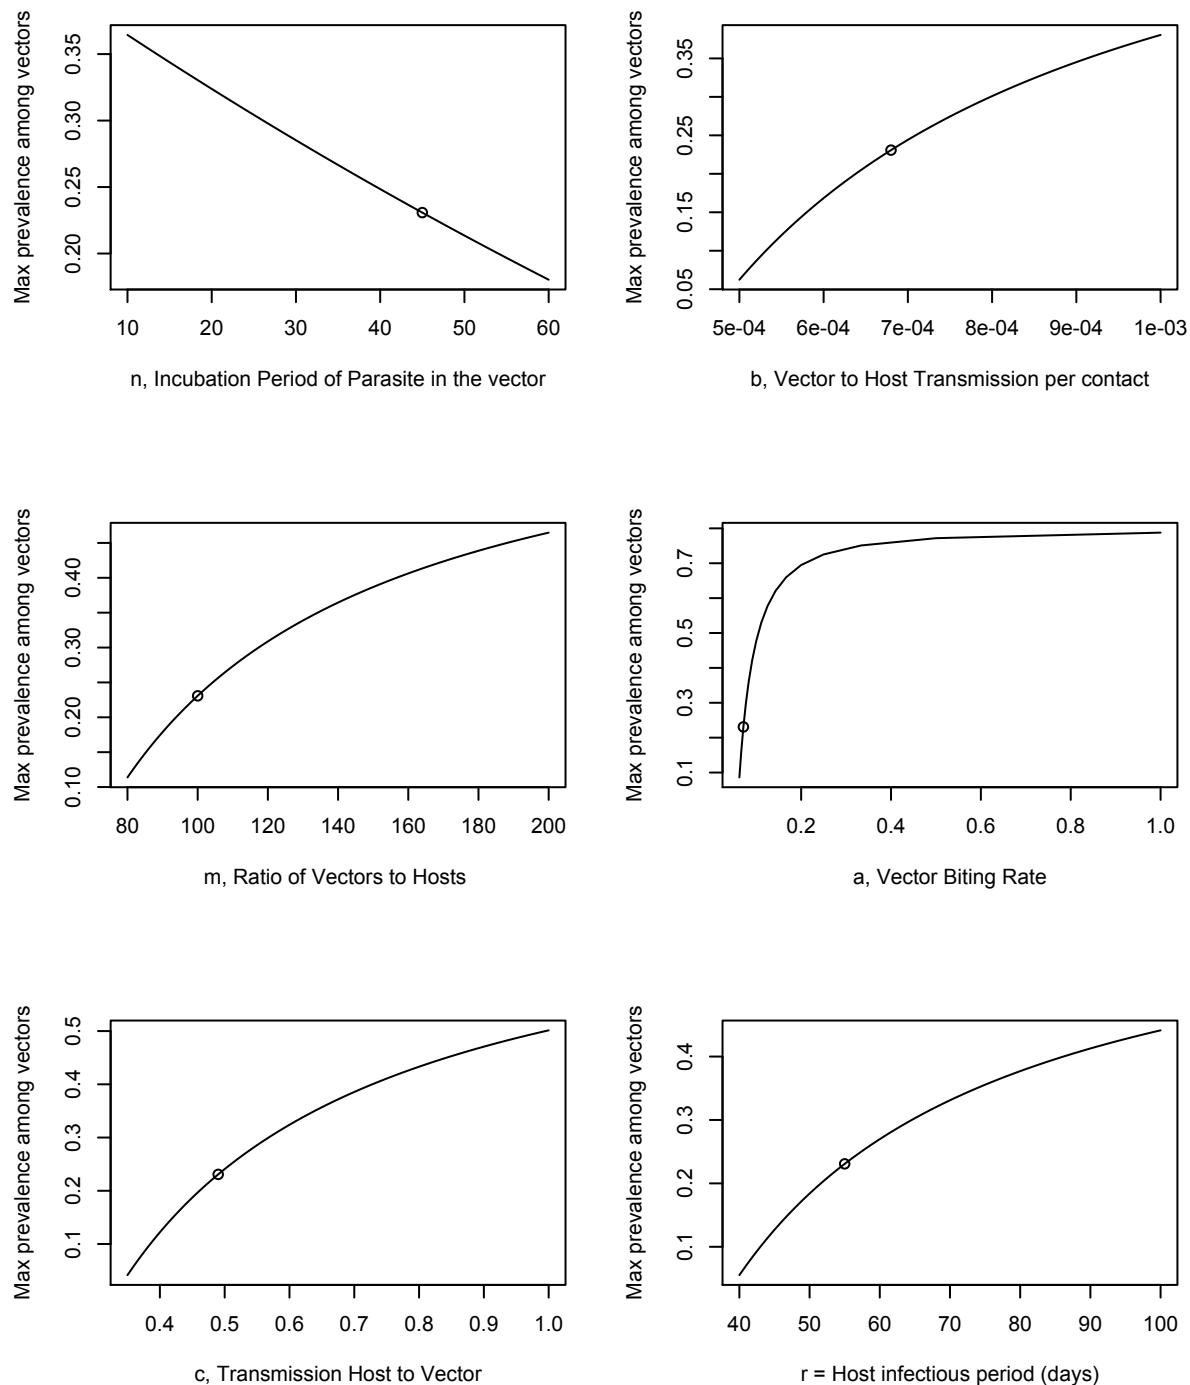 Max prevalence among vectors
0.35
0.30
0.25
0.20
10 20 30 40 50 60
n, Incubation Period of Parasite in the vector
Max prevalence among vectors
0.35
0.25
0.15
0.05
5e-04 6e-04 7e-04 8e-04 9e-04 1e-03
b, Vector to Host Transmission per contact
Max prevalence among vectors
0.40
0.30
0.20
0.10
80 100 120 140 160 180 200
m, Ratio of Vectors to Hosts
Max prevalence among vectors
0.7
0.5
0.3
0.1
0.2 0.4 0.6 0.8 1.0
a, Vector Biting Rate
Max prevalence among vectors
0.5
0.4
0.3
0.2
0.1
0.4 0.5 0.6 0.7 0.8 0.9 1.0
c, Transmission Host to Vector
Max prevalence among vectors
0.4
0.3
0.2
0.1
40 50 60 70 80 90 100
r = Host infectious period (days)